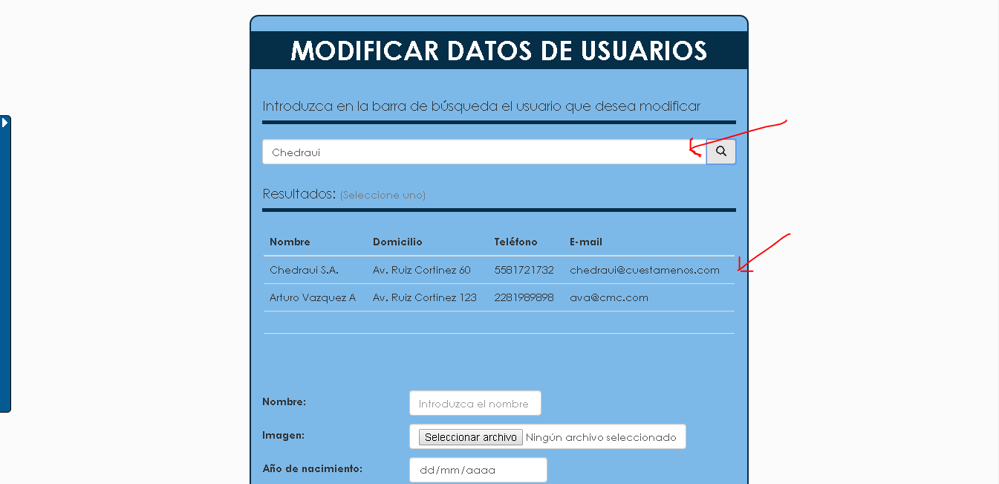 MODIFICAR DATOS DE USUARIOS
Introduzca en la barra de búsqueda el usuario que desea modificar
Chedraui
Resultados: (Seleccione uno)
Nombre Domicilio Teléfono E-mail
Chedraui S.A. Av. Ruiz Cortinez 60 5581721732 chedraui@cuestamenos.com
Arturo Vazquez A Av. Ruiz Cortinez 123 2281989898 ava@cmc.com
Nombre: Introduzca el nombre
Imagen: Seleccionar archivo Ningún archivo seleccionado
Año de nacimiento: dd/mm/aaaa